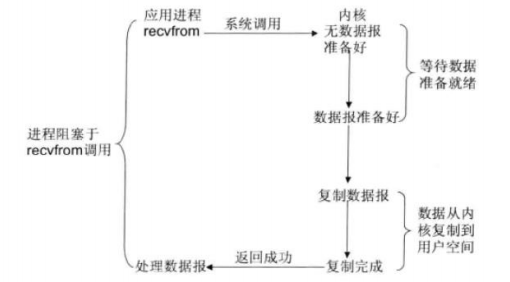 应用进程
recvfrom
系统调用
内核
无数据报
准备好
等待数据
准备就绪
数据报准备好
进程阻塞于
recvfrom调用
复制数据报
数据从内
核复制到
用户空间
处理数据报
返回成功
复制完成